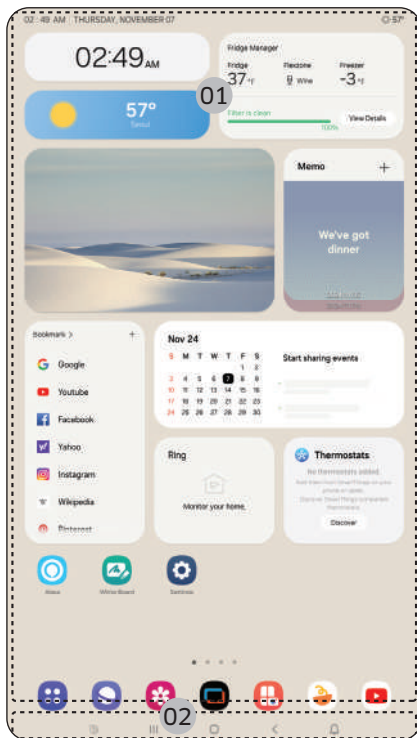 02:49 AM | THURSDAY, NOVEMBER 07
57°
02:49 AM
57°
Seoul
Fridge Manager
Fridge Flexzone Freezer
37 °F Wine -3 °F
01
Filter is clean
View Details
100%
Memo +
We've got
dinner
Bookmark > +
Google
Youtube
Facebook
Yahoo
Instagram
Wikipedia
Pinterest
Nov 24
S M T W T F S
1 2
3 4 5 6 7 8 9
10 11 12 13 14 15 16
17 18 19 20 21 22 23
24 25 26 27 28 29 30
Start sharing events
Ring
Monitor your home.
Thermostats
No thermostats added.
Discover
Alexa
White Board
Settings
02